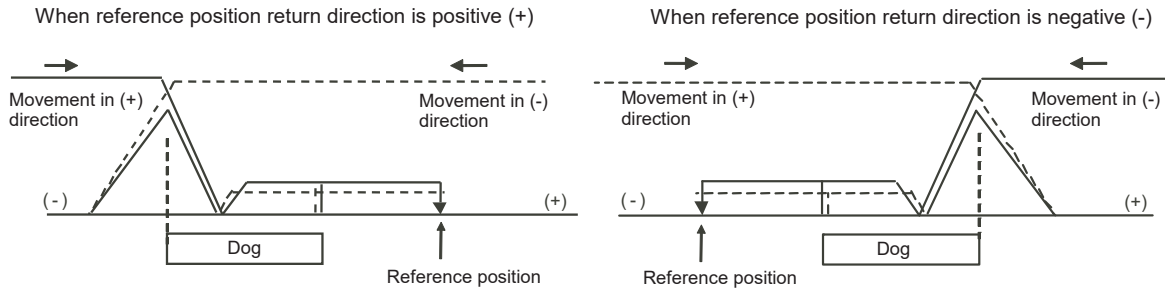 When reference position return direction is positive (+)
Movement in (+)
direction
Movement in (-)
direction
(-)
(+)
Dog
Reference position
When reference position return direction is negative (-)
Movement in (+)
direction
Movement in (-)
direction
(-)
(+)
Dog
Reference position